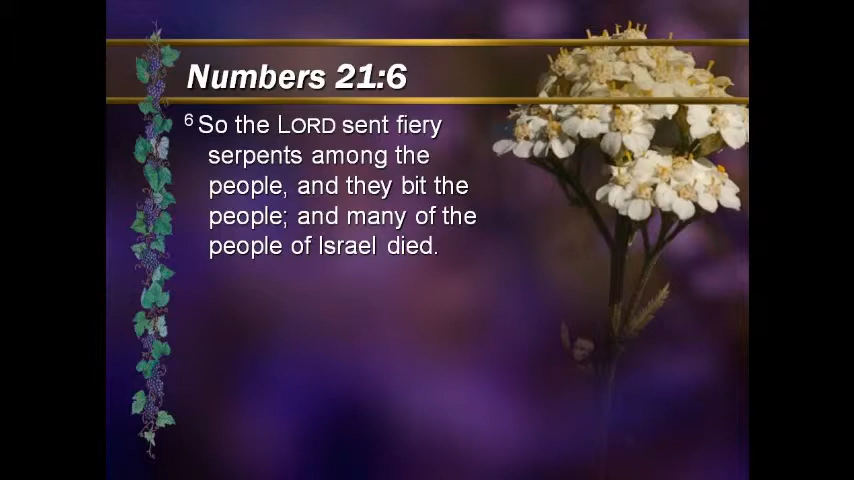 Numbers 21:6
6 So the LORD sent fiery
serpents among the
people, and they bit the
people; and many of the
people of Israel died.